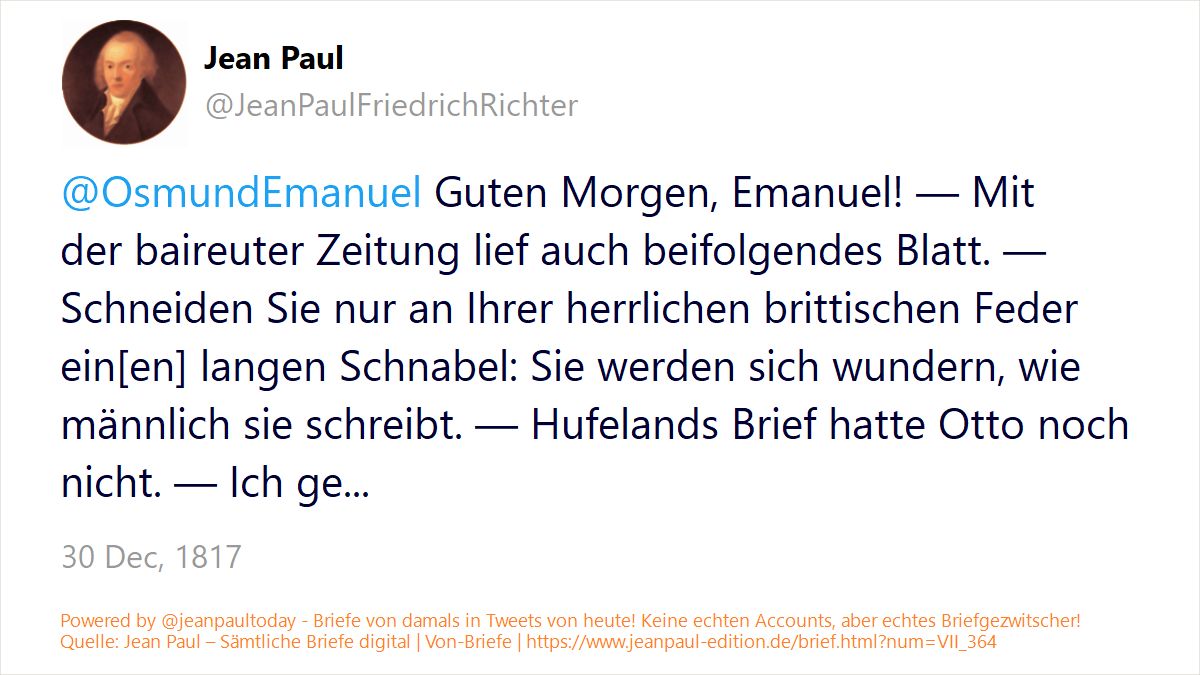 Jean Paul
@JeanPaulFriedrichRichter
@OsmundEmanuel Guten Morgen, Emanuel! — Mit
der baireuter Zeitung lief auch beifolgendes Blatt. —
Schneiden Sie nur an Ihrer herrlichen brittischen Feder
ein[en] langen Schnabel: Sie werden sich wundern, wie
männlich sie schreibt. — Hufelands Brief hatte Otto noch
nicht. — Ich ge...
30 Dec, 1817
Powered by @jeanpaultoday - Briefe von damals in Tweets von heute! Keine echten Accounts, aber echtes Briefgezwitscher!
Quelle: Jean Paul – Sämtliche Briefe digital | Von-Briefe | https://www.jeanpaul-edition.de/brief.html?num=VII_364